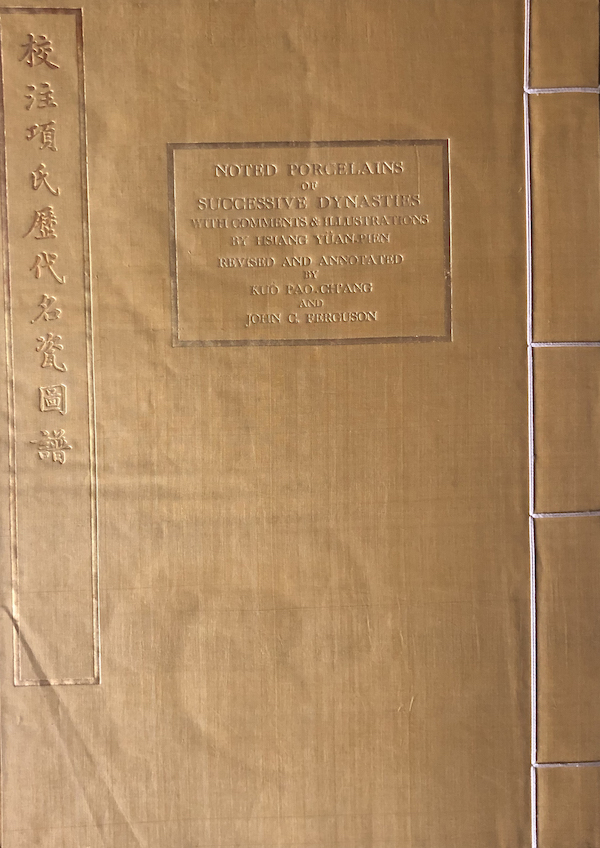 校注項氏歷代名瓷圖譜
NOTED PORCELAINS
OF
SUCCESSIVE DYNASTIES
WITH COMMENTS & ILLUSTRATIONS
BY HSIANG YÜAN-PIEN
REVISED AND ANNOTATED
BY
KUO PAO-CH'ANG
AND
JOHN C. FERGUSON